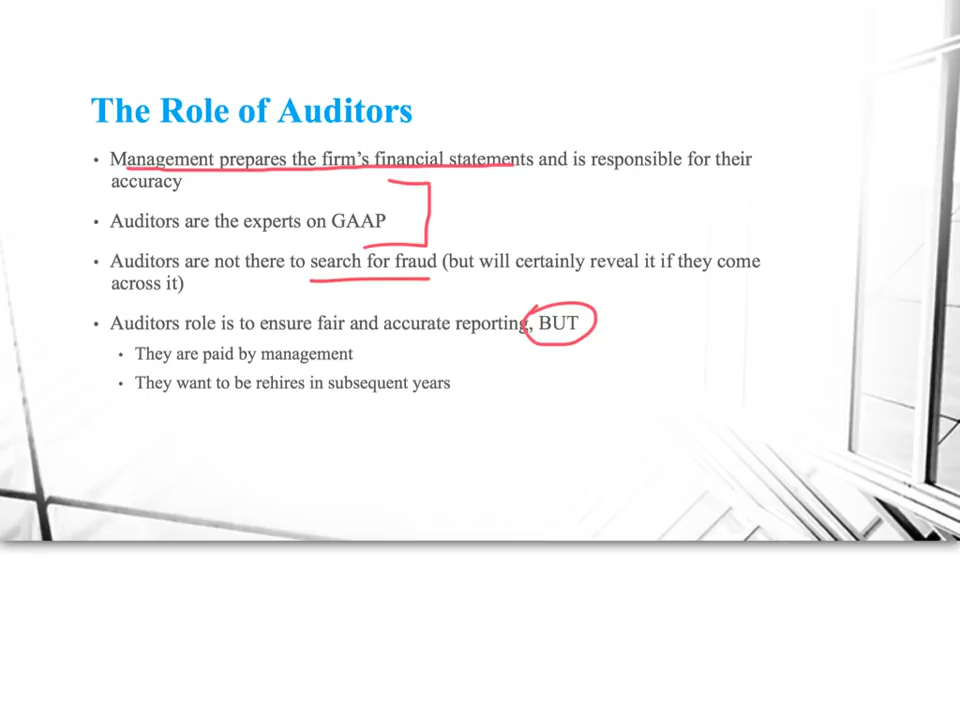 The Role of Auditors
• Management prepares the firm's financial statements and is responsible for their
accuracy
• Auditors are the experts on GAAP
• Auditors are not there to search for fraud (but will certainly reveal it if they come
across it)
• Auditors role is to ensure fair and accurate reporting, BUT
• They are paid by management
• They want to be rehires in subsequent years